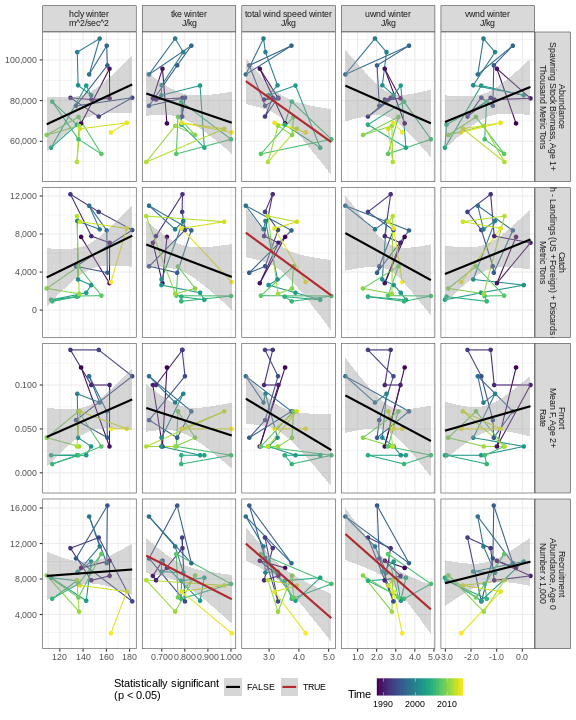 hcly winter
m^2/sec^2
tke winter
J/kg
total wind speed winter
J/kg
uwnd winter
J/kg
vwnd winter
J/kg
100,000
80,000
60,000
Abundance
Spawning Stock Biomass, Age 1+
Thousand Metric Tons
12,000
8,000
4,000
0
Catch
h - Landings (US +Foreign) + Discards
Metric Tons
0.100
0.050
0.000
Fmort
Mean F, Age 2+
Rate
16,000
12,000
8,000
4,000
Recruitment
Abundance, Age 0
Number x 1,000
120 140 160 180
0.700 0.800 0.900 1.000
3.0 4.0 5.0
1.0 2.0 3.0 4.0 5.0
-3.0 -2.0 -1.0 0.0
Statistically significant
(p < 0.05)
FALSE
TRUE
Time
1990 2000 2010